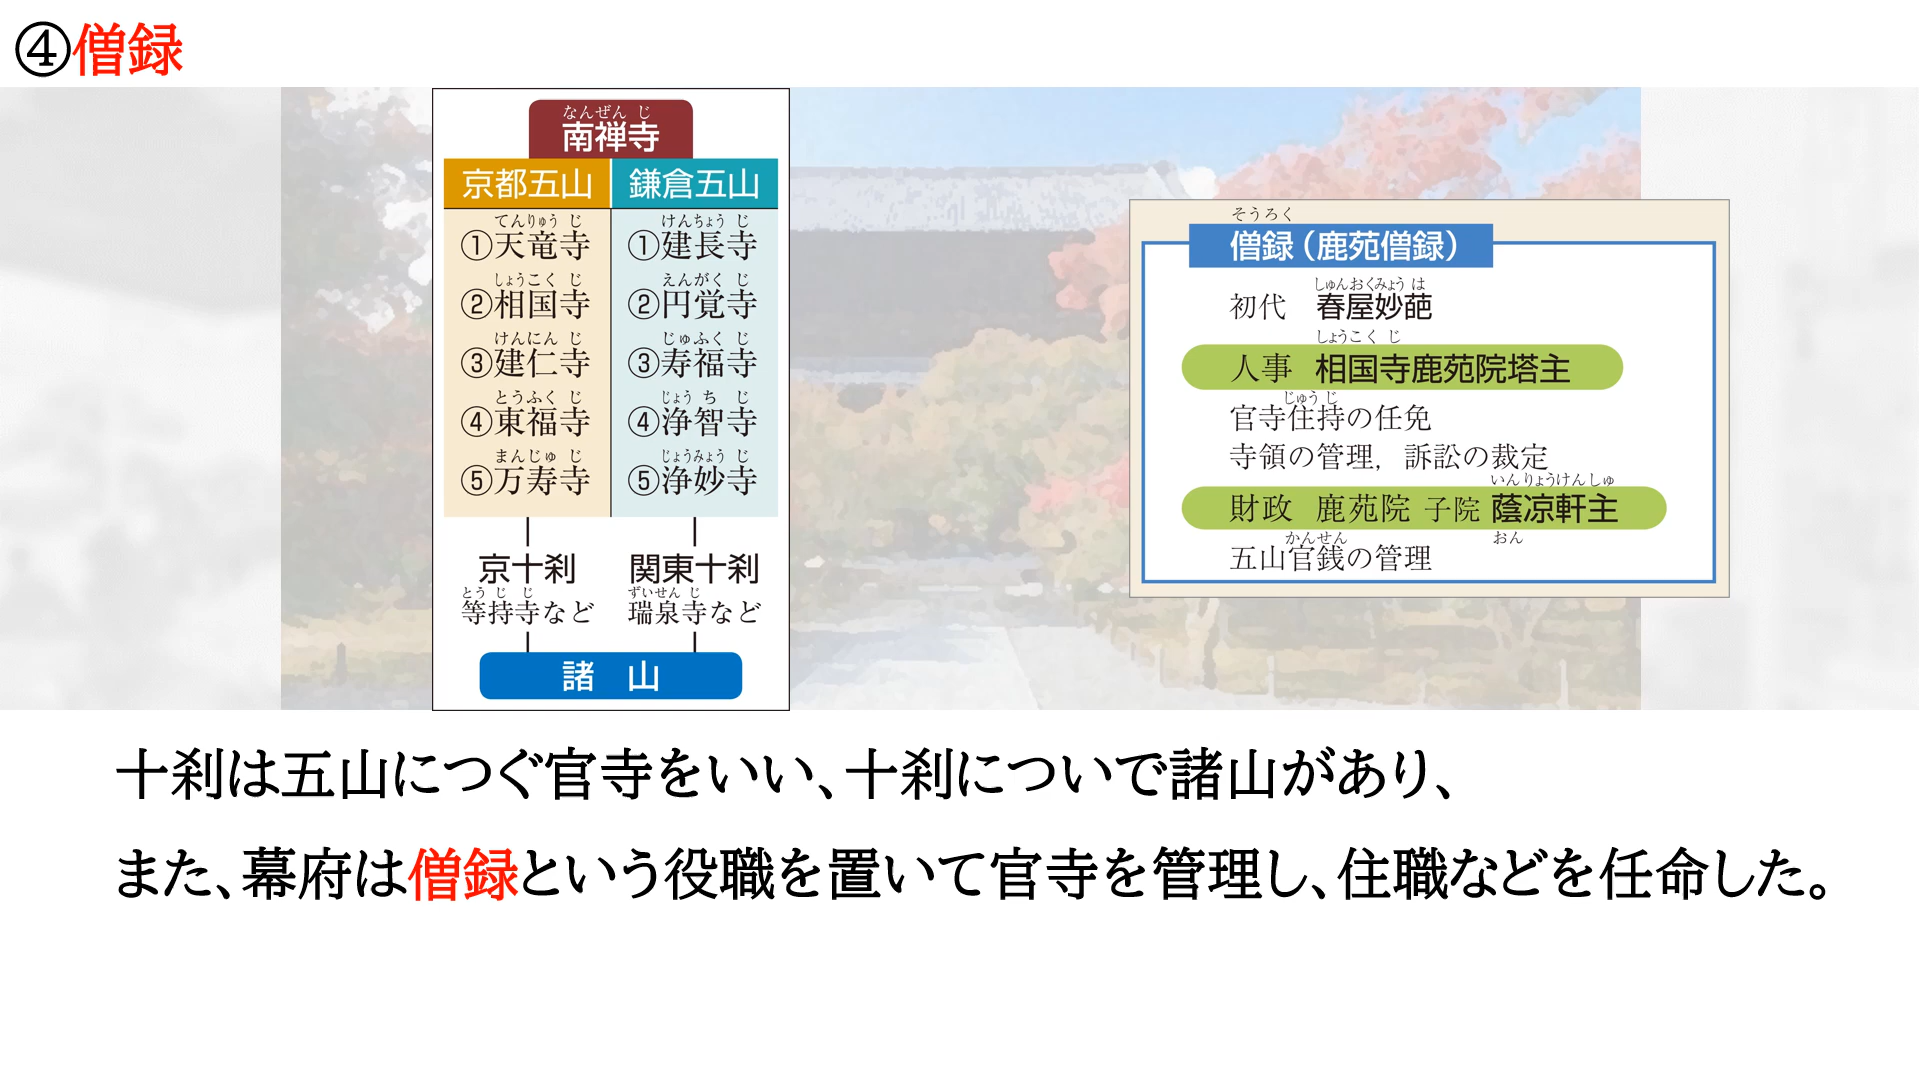 ④僧録
なんぜんじ
南禅寺
京都五山
てんりゅうじ
①天竜寺
しょうこくじ
②相国寺
けんにんじ
③建仁寺
とうふくじ
④東福寺
まんじゅじ
⑤万寿寺
京十刹
とうじじ
等持寺など
鎌倉五山
けんちょうじ
①建長寺
えんがくじ
②円覚寺
じゅふくじ
③寿福寺
じょうちじ
④浄智寺
じょうみょうじ
⑤浄妙寺
関東十刹
ずいせんじ
瑞泉寺など
諸山
そうろく
僧録（鹿苑僧録）
しゅんおくみょうは
初代 春屋妙葩
しょうこくじ
人事 相国寺鹿苑院塔主
じゅうじ
官寺住持の任免
寺領の管理，訴訟の裁定
いんりょうけんしゅ
財政 鹿苑院 子院 蔭凉軒主
おん
かんせん
五山官銭の管理
十刹は五山につぐ官寺をいい、十刹についで諸山があり、
また、幕府は僧録という役職を置いて官寺を管理し、住職などを任命した。